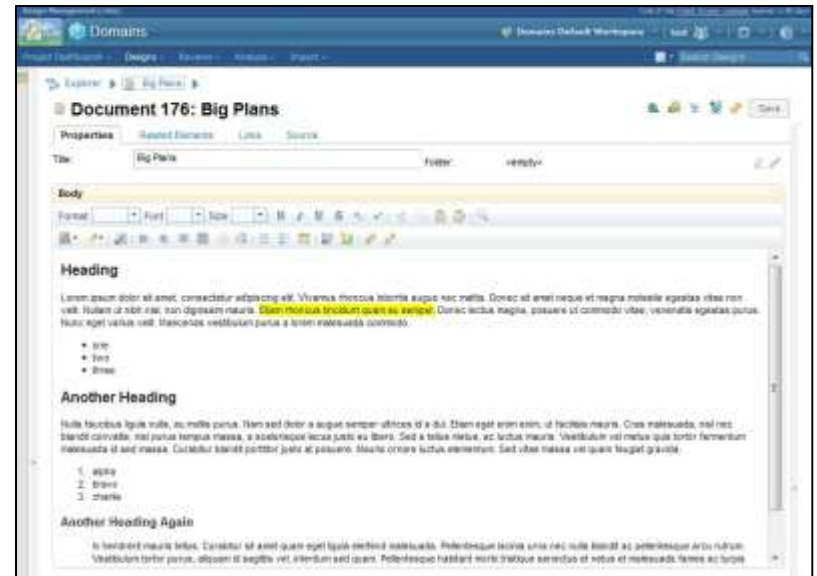 Domains
Domains Default Workspace
Designs
Explorer
Big Plans
Document 176: Big Plans
Save
Properties
Related Elements
Links
Source
Title:
Big Plans
Folder:
<empty>
Body
Format
Font
Size
Heading
Lorem ipsum dolor sit amet, consectetur adipiscing elit. Vivamus rhoncus lobortis augue nec mattis. Donec sit amet neque et magna molestie egestas vitae non
velit. Nullam ut nibh nisl, non dignissim mauris. Etiam rhoncus tincidunt quam eu semper. Donec lectus magna, posuere ut commodo vitae, venenatis egestas purus.
Nunc eget varius velit. Maecenas vestibulum purus a lorem malesuada commodo.
one
two
three
Another Heading
Nulla faucibus ligula nulla, eu mollis purus. Nam sed dolor a augue semper ultrices id a dui. Etiam eget enim enim, ut facilisis mauris. Cras malesuada, nisl nec
blandit convallis, nisl purus tempus massa, a scelerisque lacus justo eu libero. Sed a tellus metus, ac luctus mauris. Vestibulum vel metus quis tortor fermentum
malesuada id sed massa. Curabitur blandit porttitor justo at posuere. Mauris ornare luctus elementum. Sed vitae massa vel quam feugiat gravida.
1. alpha
2. bravo
3. charlie
Another Heading Again
In hendrerit mauris tellus. Curabitur sit amet quam eget ligula eleifend malesuada. Pellentesque lacinia urna nec nulla blandit ac pellentesque arcu rutrum.
Vestibulum tortor purus, aliquam id sagittis vel, interdum sed quam. Pellentesque habitant morbi tristique senectus et netus et malesuada fames ac turpis